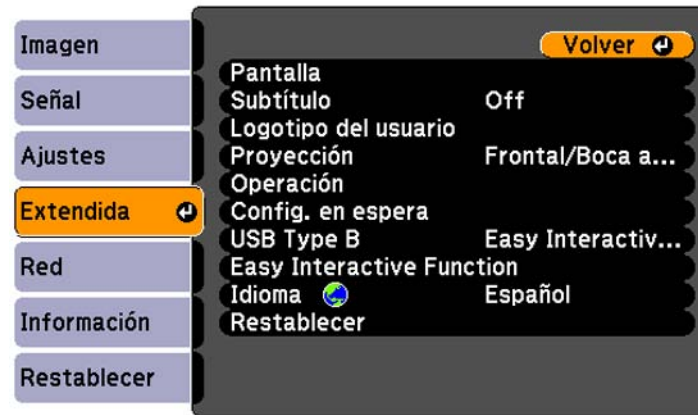 Imagen
Señal
Ajustes
Extendida
Red
Información
Restablecer
Volver
Pantalla
Subtítulo Off
Logotipo del usuario
Proyección Frontal/Boca a...
Operación
Config. en espera
USB Type B Easy Interactiv...
Easy Interactive Function
Idioma Español
Restablecer